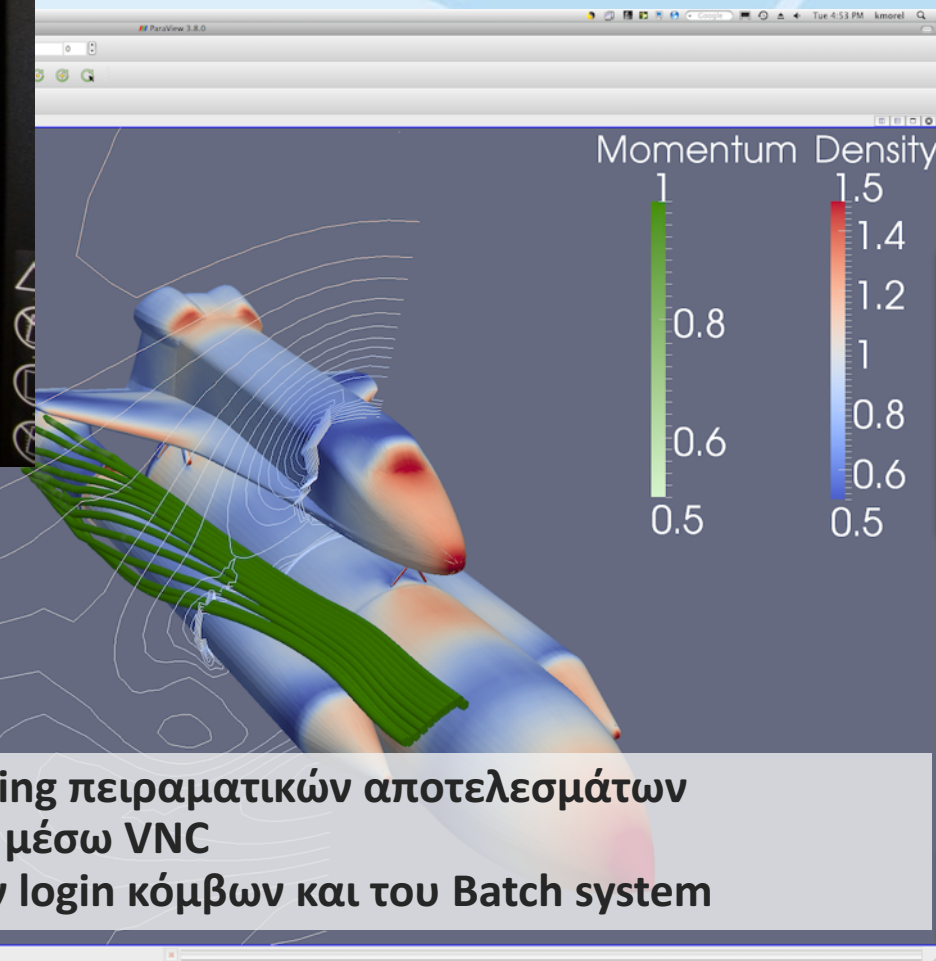 Google Tue 4:53 PM kmorel
ParaView 3.8.0
0
Momentum Density
1 1.5
1.4
1.2
0.8 1
0.8
0.6 0.6
0.5 0.5
ing πειραματικών αποτελεσμάτων
μέσω VNC
ν login κόμβων και του Batch system